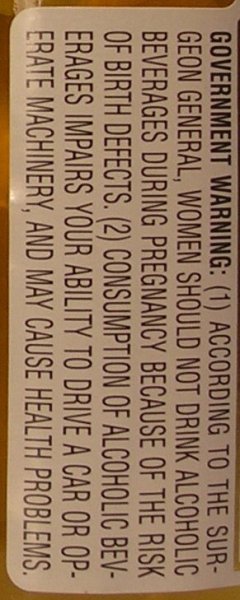 GOVERNMENT WARNING: (1) ACCORDING TO THE SUR-
GEON GENERAL, WOMEN SHOULD NOT DRINK ALCOHOLIC
BEVERAGES DURING PREGNANCY BECAUSE OF THE RISK
OF BIRTH DEFECTS. (2) CONSUMPTION OF ALCOHOLIC BEV-
ERAGES IMPAIRS YOUR ABILITY TO DRIVE A CAR OR OP-
ERATE MACHINERY, AND MAY CAUSE HEALTH PROBLEMS.